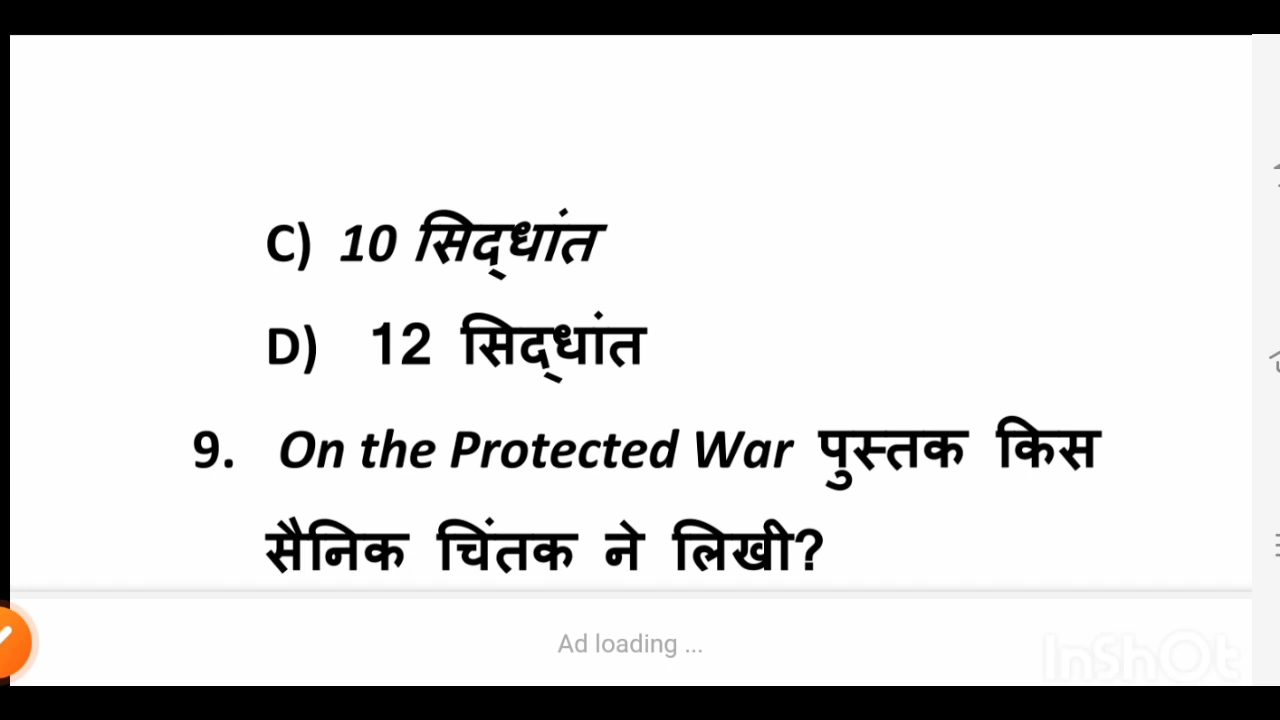 C) 10 सिद्धांत
D) 12 सिद्धांत
9. On the Protected War पुस्तक किस
सैनिक चिंतक ने लिखी?
Ad loading ...
InShOt